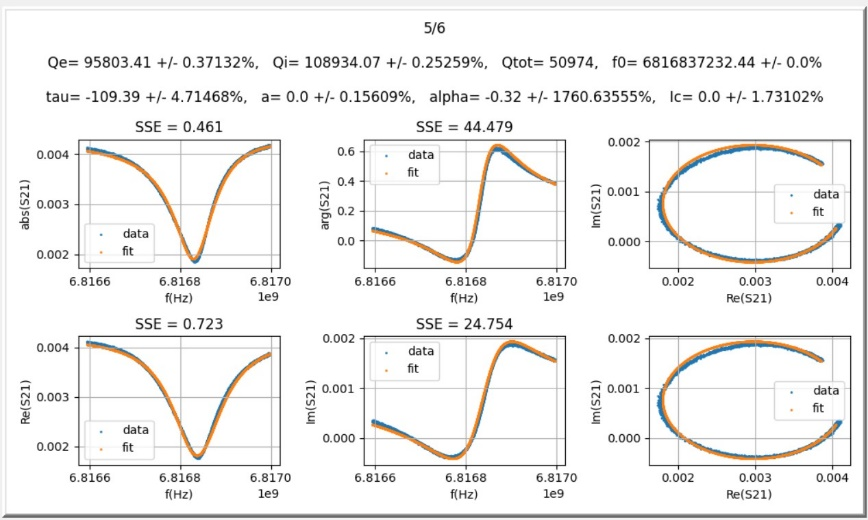 5/6
Qe= 95803.41 +/- 0.37132%,   Qi= 108934.07 +/- 0.25259%,   Qtot= 50974,   f0= 6816837232.44 +/- 0.0%
tau= -109.39 +/- 4.71468%,   a= 0.0 +/- 0.15609%,   alpha= -0.32 +/- 1760.63555%,   Ic= 0.0 +/- 1.73102%
SSE = 0.461
abs(S21)
0.004
0.003
0.002
data
fit
6.8166 6.8168 6.8170
1e9
f(Hz)
SSE = 44.479
arg(S21)
0.6
0.4
0.2
0.0
data
fit
6.8166 6.8168 6.8170
1e9
f(Hz)
Im(S21)
0.002
0.001
0.000
data
fit
0.002 0.003 0.004
Re(S21)
SSE = 0.723
Re(S21)
0.004
0.003
0.002
data
fit
6.8166 6.8168 6.8170
1e9
f(Hz)
SSE = 24.754
Im(S21)
0.002
0.001
0.000
data
fit
6.8166 6.8168 6.8170
1e9
f(Hz)
Im(S21)
0.002
0.001
0.000
data
fit
0.002 0.003 0.004
Re(S21)